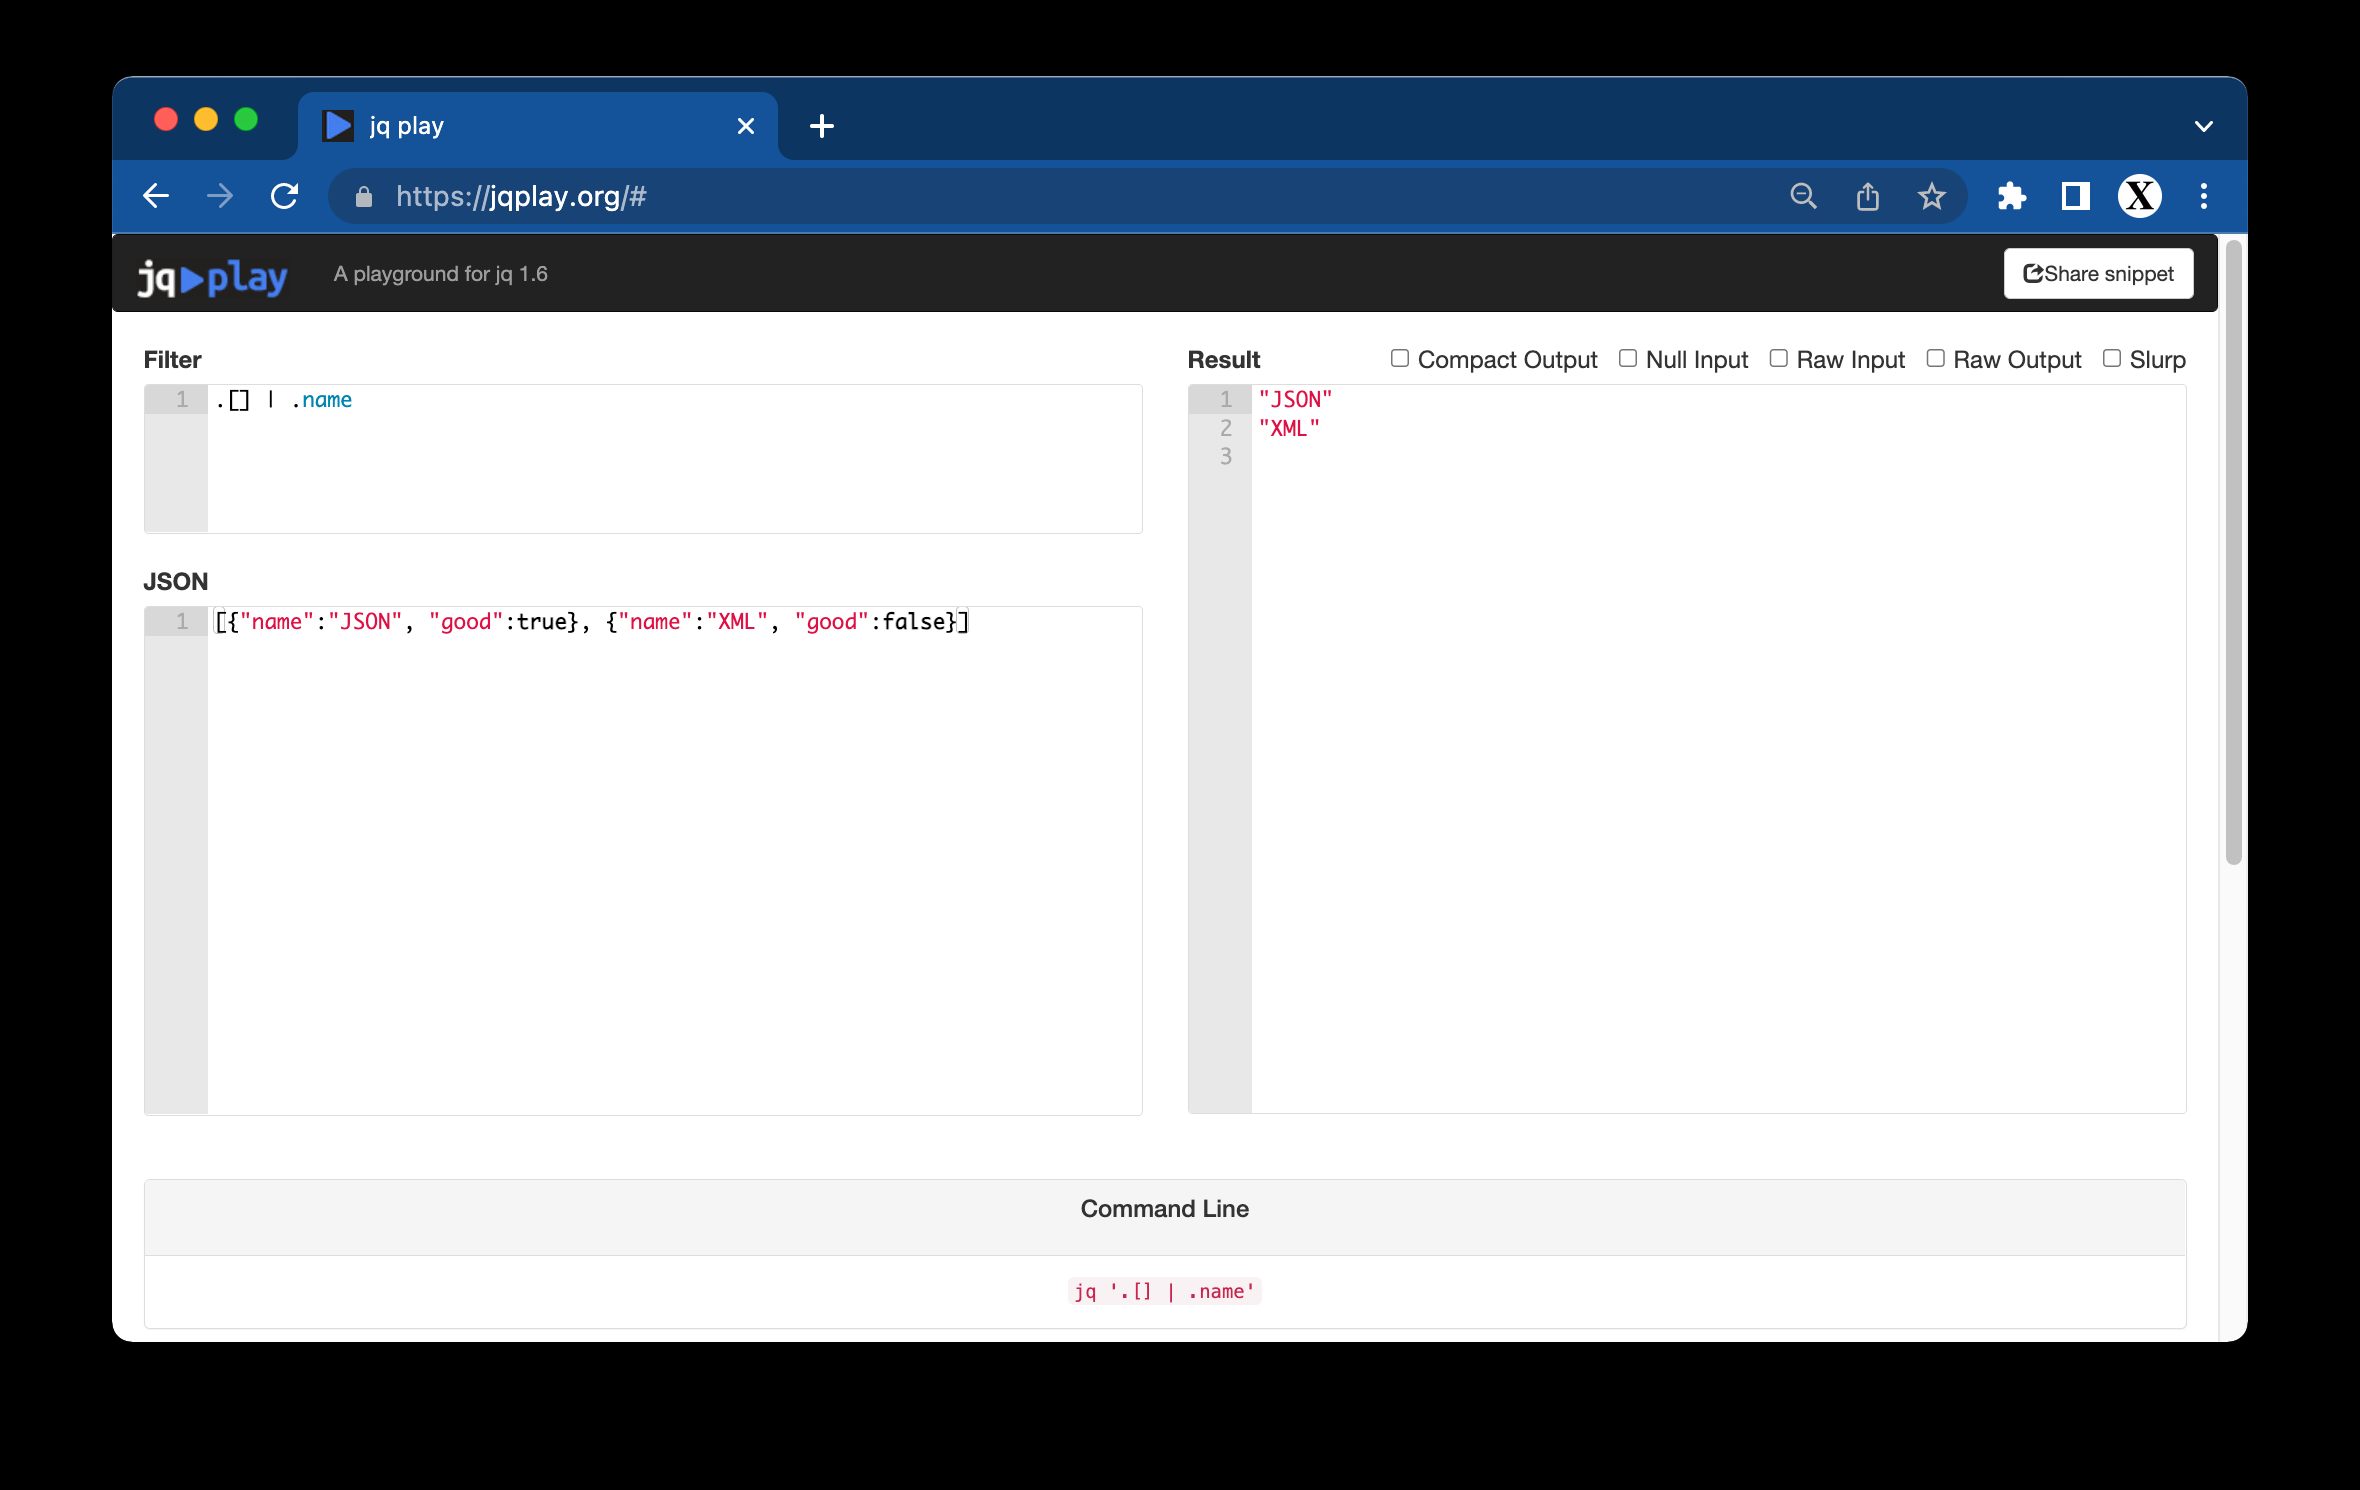 jq play
https://jqplay.org/#
X
jq play
A playground for jq 1.6
Share snippet
Filter
1 .[] | .name
JSON
1 [{"name":"JSON", "good":true}, {"name":"XML", "good":false}]
Result
Compact Output Null Input Raw Input Raw Output Slurp
1 "JSON"
2 "XML"
3
Command Line
jq '.[] | .name'